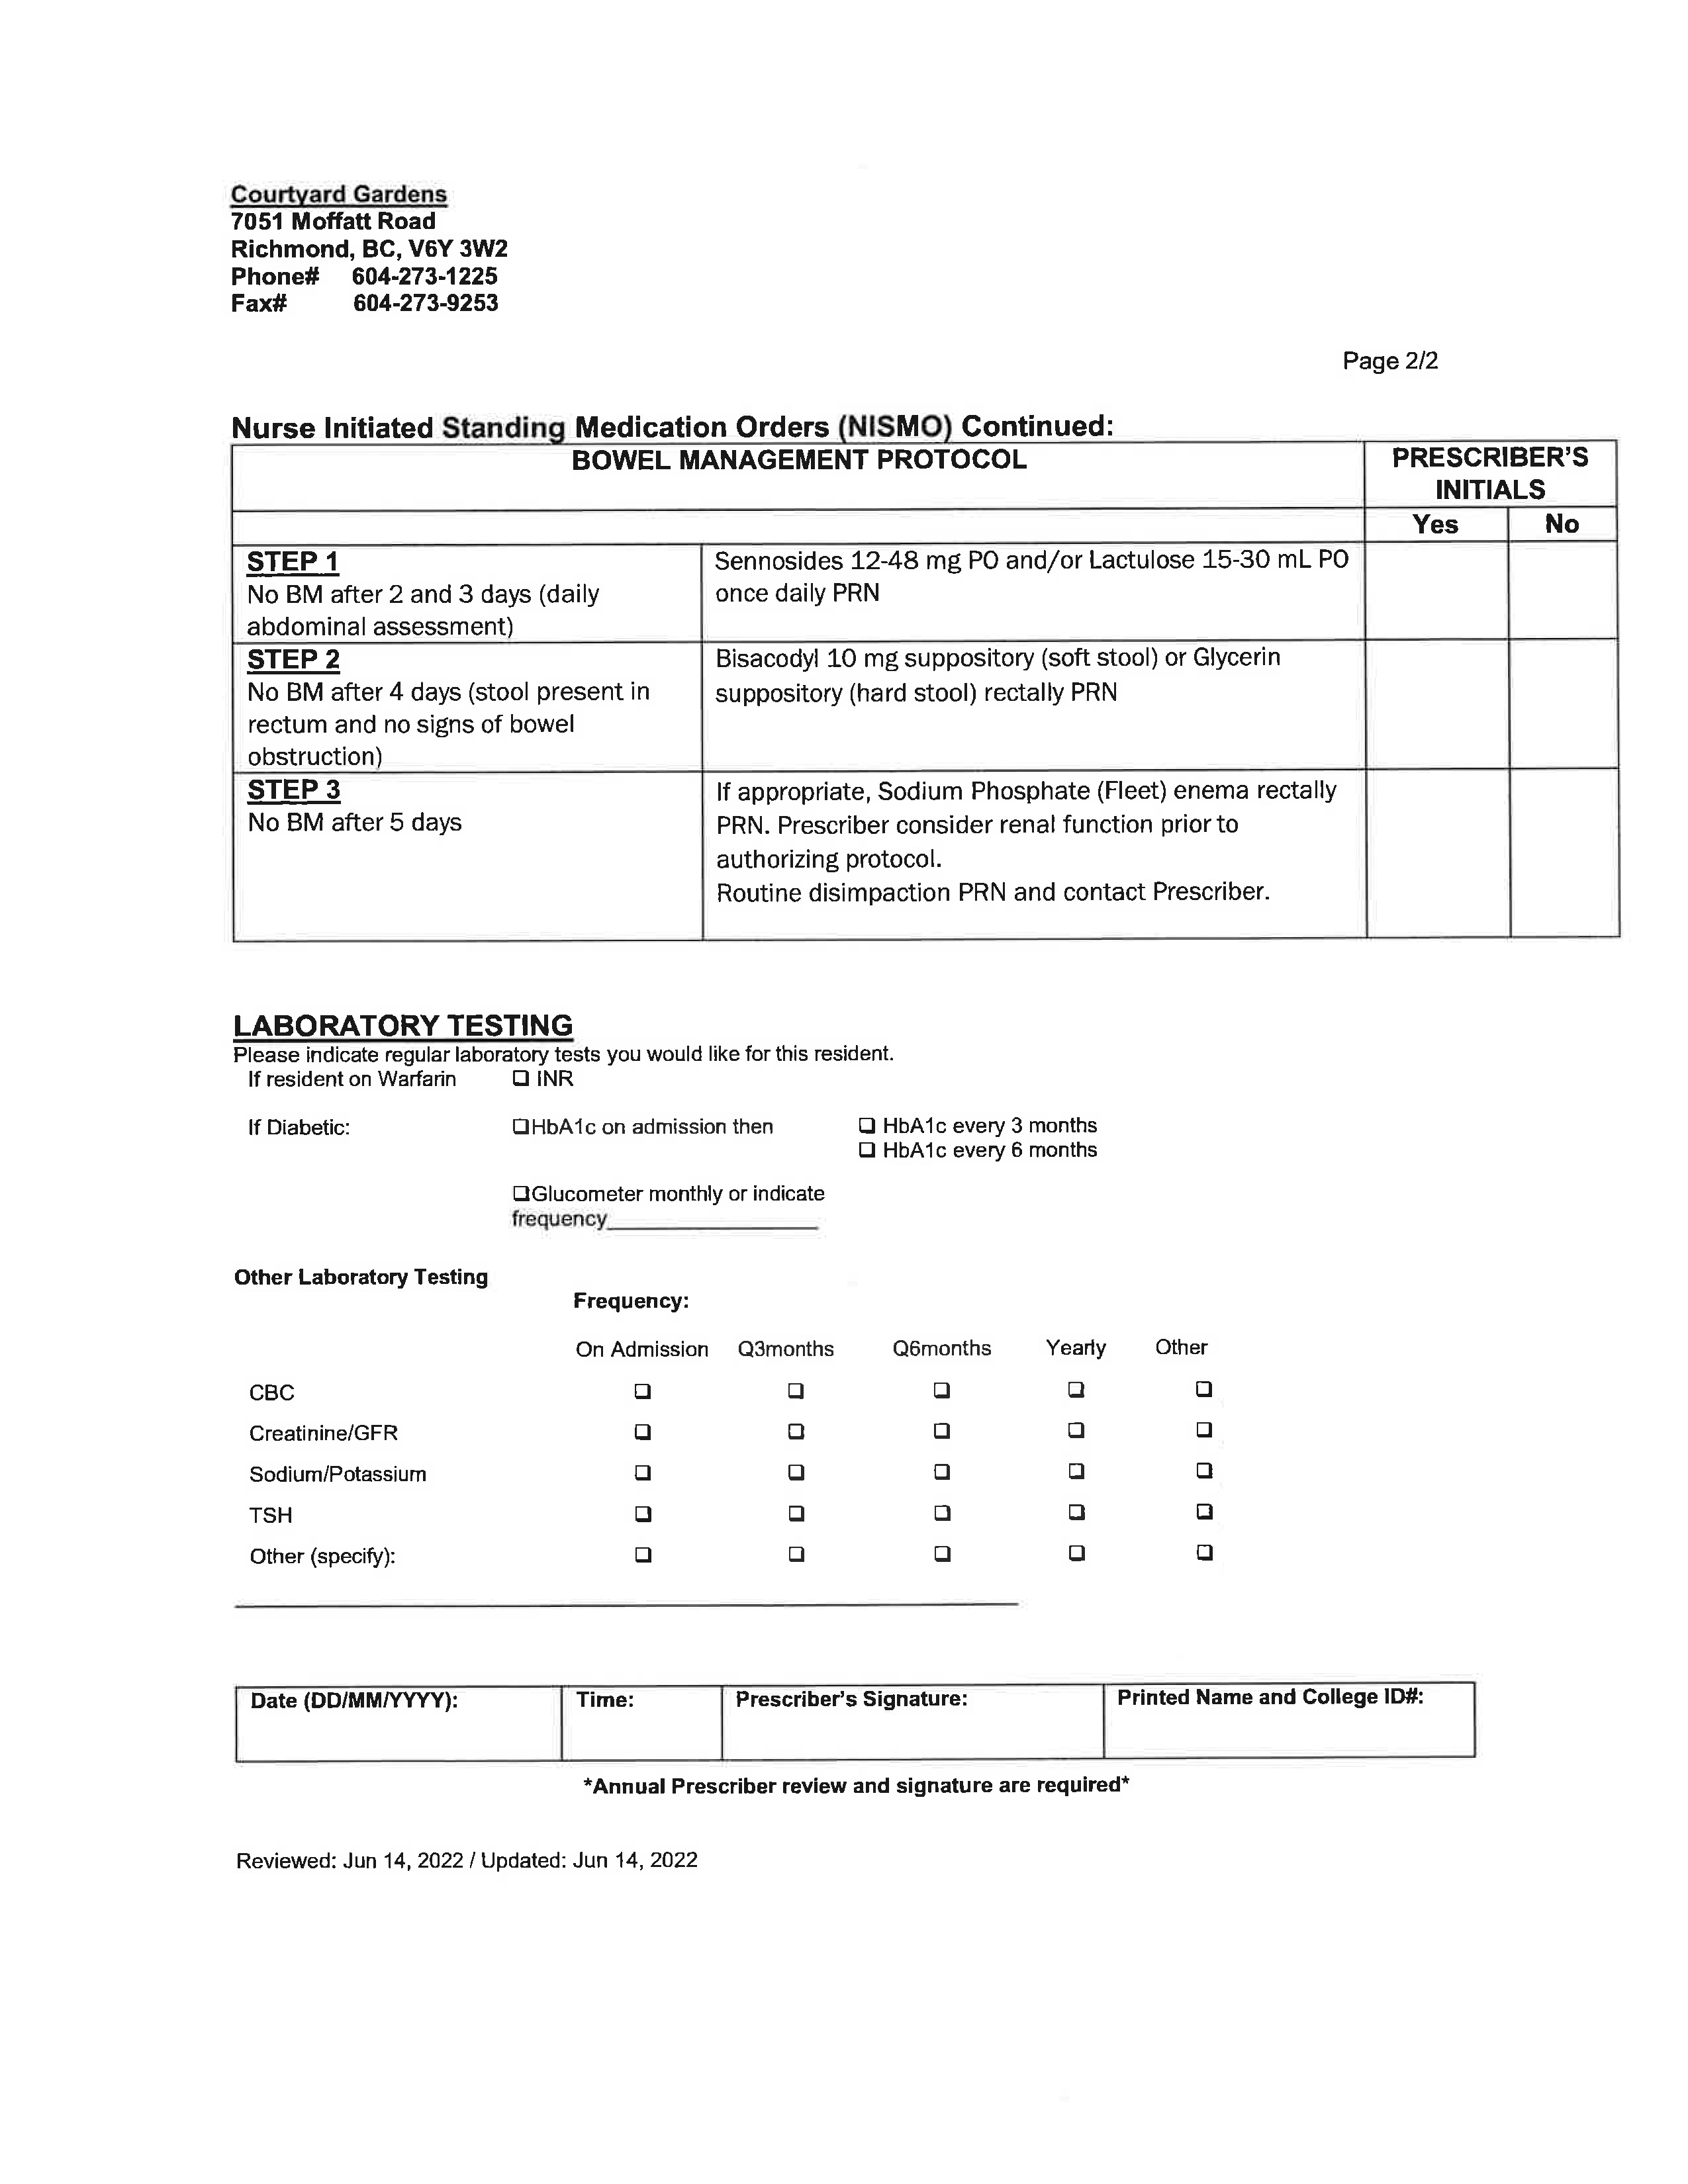 Courtyard Gardens
7051 Moffatt Road
Richmond, BC, V6Y 3W2
Phone# 604-273-1225
Fax# 604-273-9253
Page 2/2
Nurse Initiated Standing Medication Orders (NISMO) Continued:
BOWEL MANAGEMENT PROTOCOL
PRESCRIBER'S
INITIALS
Yes No
STEP 1
No BM after 2 and 3 days (daily
abdominal assessment)
Sennosides 12-48 mg PO and/or Lactulose 15-30 mL PO
once daily PRN
STEP 2
No BM after 4 days (stool present in
rectum and no signs of bowel
obstruction)
Bisacodyl 10 mg suppository (soft stool) or Glycerin
suppository (hard stool) rectally PRN
STEP 3
No BM after 5 days
If appropriate, Sodium Phosphate (Fleet) enema rectally
PRN. Prescriber consider renal function prior to
authorizing protocol.
Routine disimpaction PRN and contact Prescriber.
LABORATORY TESTING
Please indicate regular laboratory tests you would like for this resident.
If resident on Warfarin ❑ INR
If Diabetic: ❑HbA1c on admission then ❑ HbA1c every 3 months
❑ HbA1c every 6 months
❑Glucometer monthly or indicate
frequency__________________
Other Laboratory Testing
Frequency:
On Admission Q3months Q6months Yearly Other
CBC ❑ ❑ ❑ ❑ ❑
Creatinine/GFR ❑ ❑ ❑ ❑ ❑
Sodium/Potassium ❑ ❑ ❑ ❑ ❑
TSH ❑ ❑ ❑ ❑ ❑
Other (specify): ❑ ❑ ❑ ❑ ❑
Date (DD/MM/YYYY): Time: Prescriber's Signature: Printed Name and College ID#:
*Annual Prescriber review and signature are required*
Reviewed: Jun 14, 2022 / Updated: Jun 14, 2022